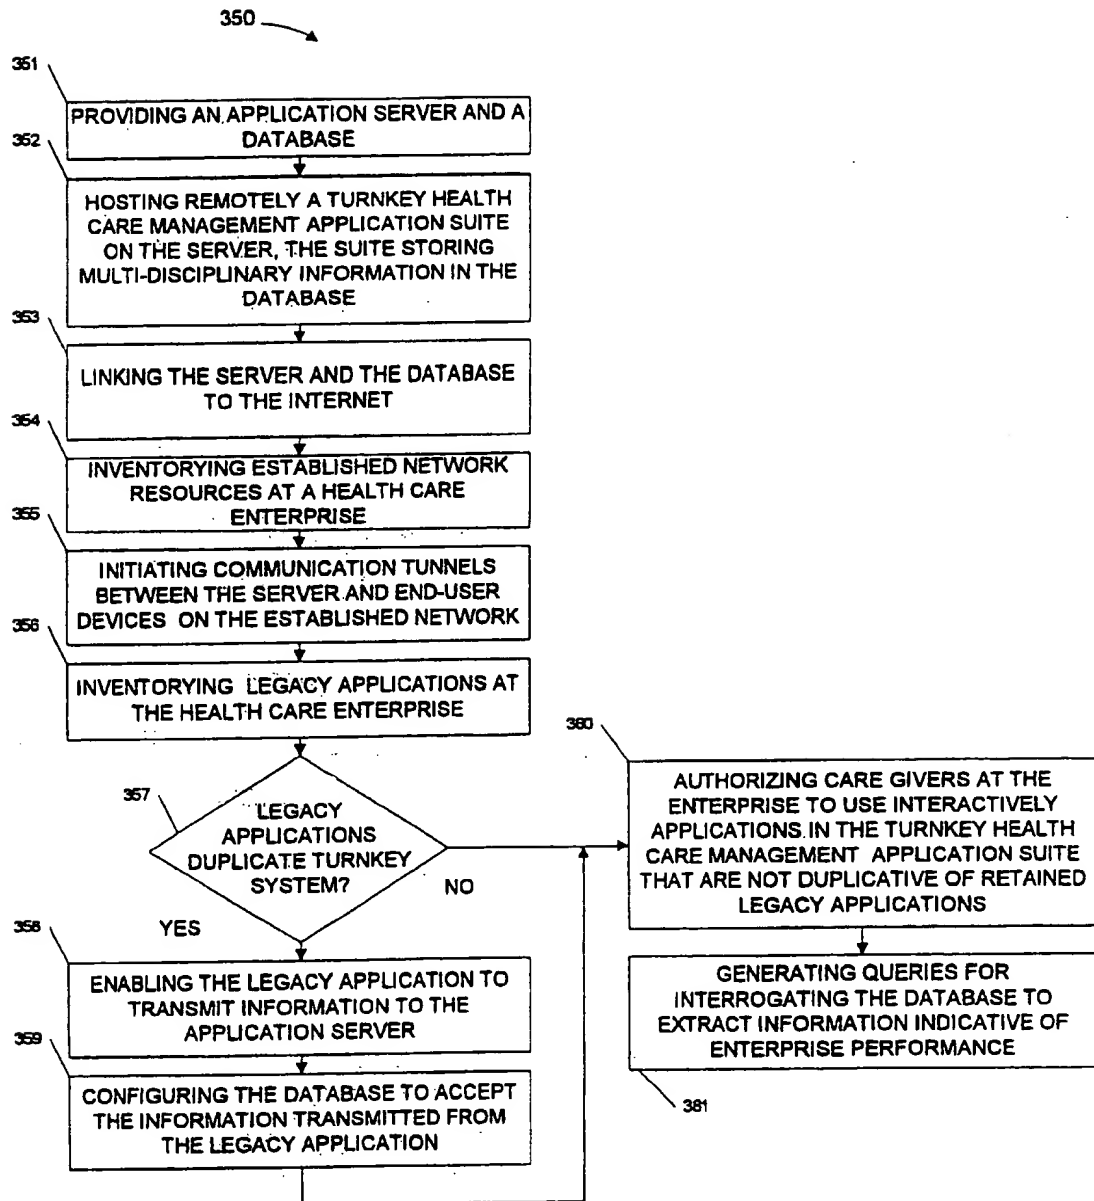 350
351
PROVIDING AN APPLICATION SERVER AND A
DATABASE
352
HOSTING REMOTELY A TURNKEY HEALTH
CARE MANAGEMENT APPLICATION SUITE
ON THE SERVER, THE SUITE STORING
MULTI-DISCIPLINARY INFORMATION IN THE
DATABASE
353
LINKING THE SERVER AND THE DATABASE
TO THE INTERNET
354
INVENTORYING ESTABLISHED NETWORK
RESOURCES AT A HEALTH CARE
ENTERPRISE
355
INITIATING COMMUNICATION TUNNELS
BETWEEN THE SERVER AND END-USER
DEVICES ON THE ESTABLISHED NETWORK
356
INVENTORYING LEGACY APPLICATIONS AT
THE HEALTH CARE ENTERPRISE
357
LEGACY
APPLICATIONS
DUPLICATE TURNKEY
SYSTEM?
NO
YES
358
ENABLING THE LEGACY APPLICATION TO
TRANSMIT INFORMATION TO THE
APPLICATION SERVER
359
CONFIGURING THE DATABASE TO ACCEPT
THE INFORMATION TRANSMITTED FROM
THE LEGACY APPLICATION
380
AUTHORIZING CARE GIVERS AT THE
ENTERPRISE TO USE INTERACTIVELY
APPLICATIONS IN THE TURNKEY HEALTH
CARE MANAGEMENT APPLICATION SUITE
THAT ARE NOT DUPLICATIVE OF RETAINED
LEGACY APPLICATIONS
GENERATING QUERIES FOR
INTERROGATING THE DATABASE TO
EXTRACT INFORMATION INDICATIVE OF
ENTERPRISE PERFORMANCE
381